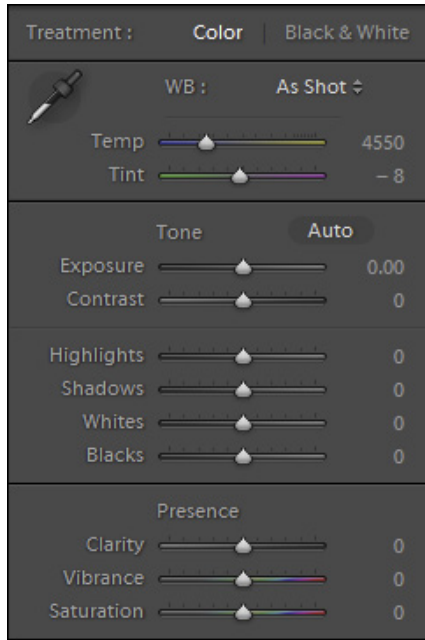 Treatment : Color | Black & White
WB : As Shot
Temp 4550
Tint – 8
Tone Auto
Exposure 0.00
Contrast 0
Highlights 0
Shadows 0
Whites 0
Blacks 0
Presence
Clarity 0
Vibrance 0
Saturation 0